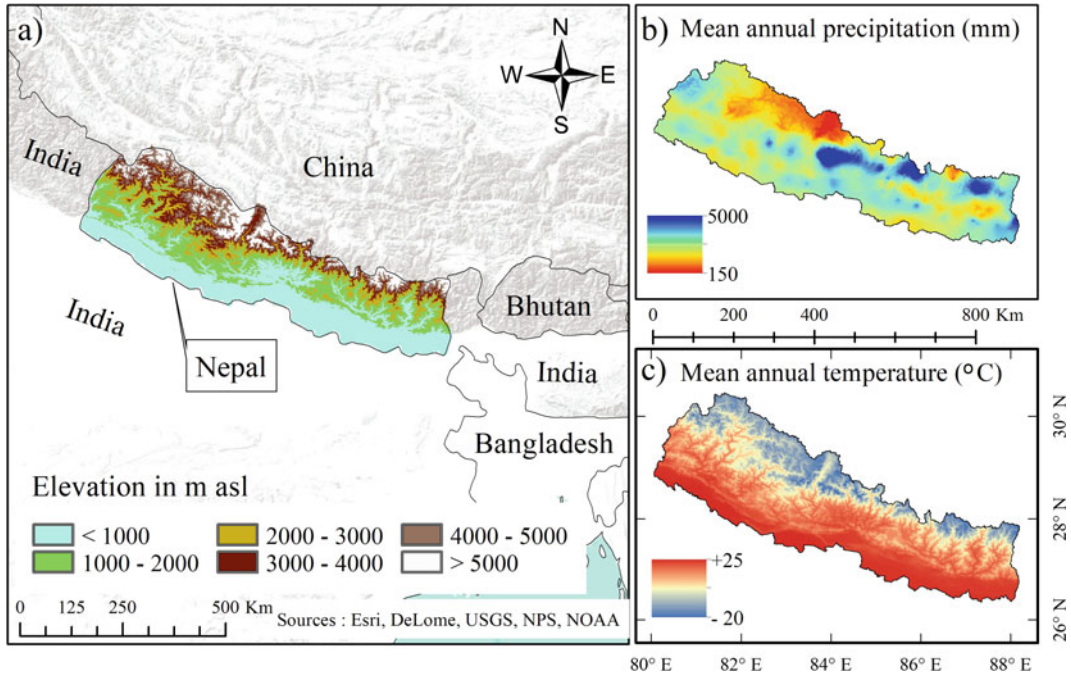 a)
N
W E
S
India
China
India
Nepal
Bhutan
India
Bangladesh
Elevation in m asl
< 1000
2000 - 3000
4000 - 5000
1000 - 2000
3000 - 4000
> 5000
0 125 250 500 Km
Sources : Esri, DeLome, USGS, NPS, NOAA
b) Mean annual precipitation (mm)
5000
150
0 200 400 800 Km
c) Mean annual temperature (°C)
+25
- 20
30° N
28° N
26° N
80° E 82° E 84° E 86° E 88° E